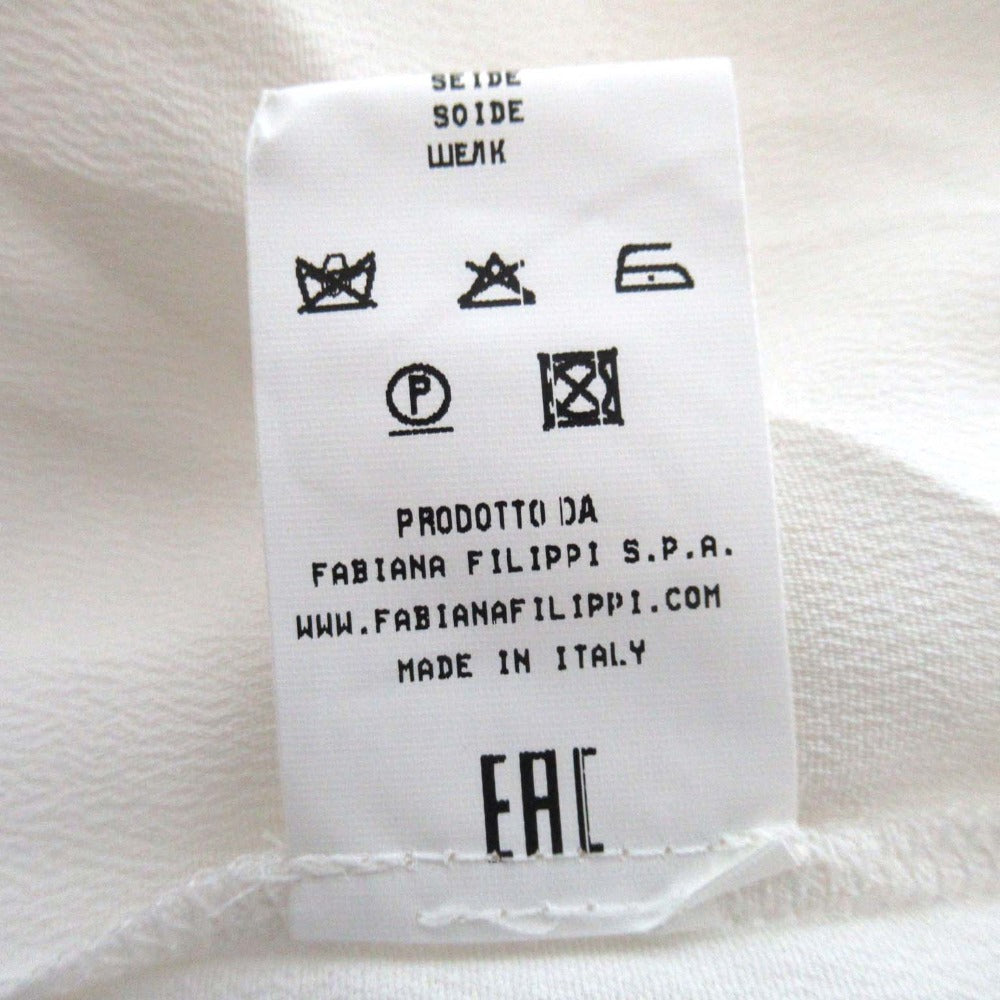 SEIDE
SOIDE
ШЕЛК
P
PRODOTTO DA
FABIANA FILIPPI S.P.A.
WWW.FABIANAFILIPPI.COM
MADE IN ITALY
EAC